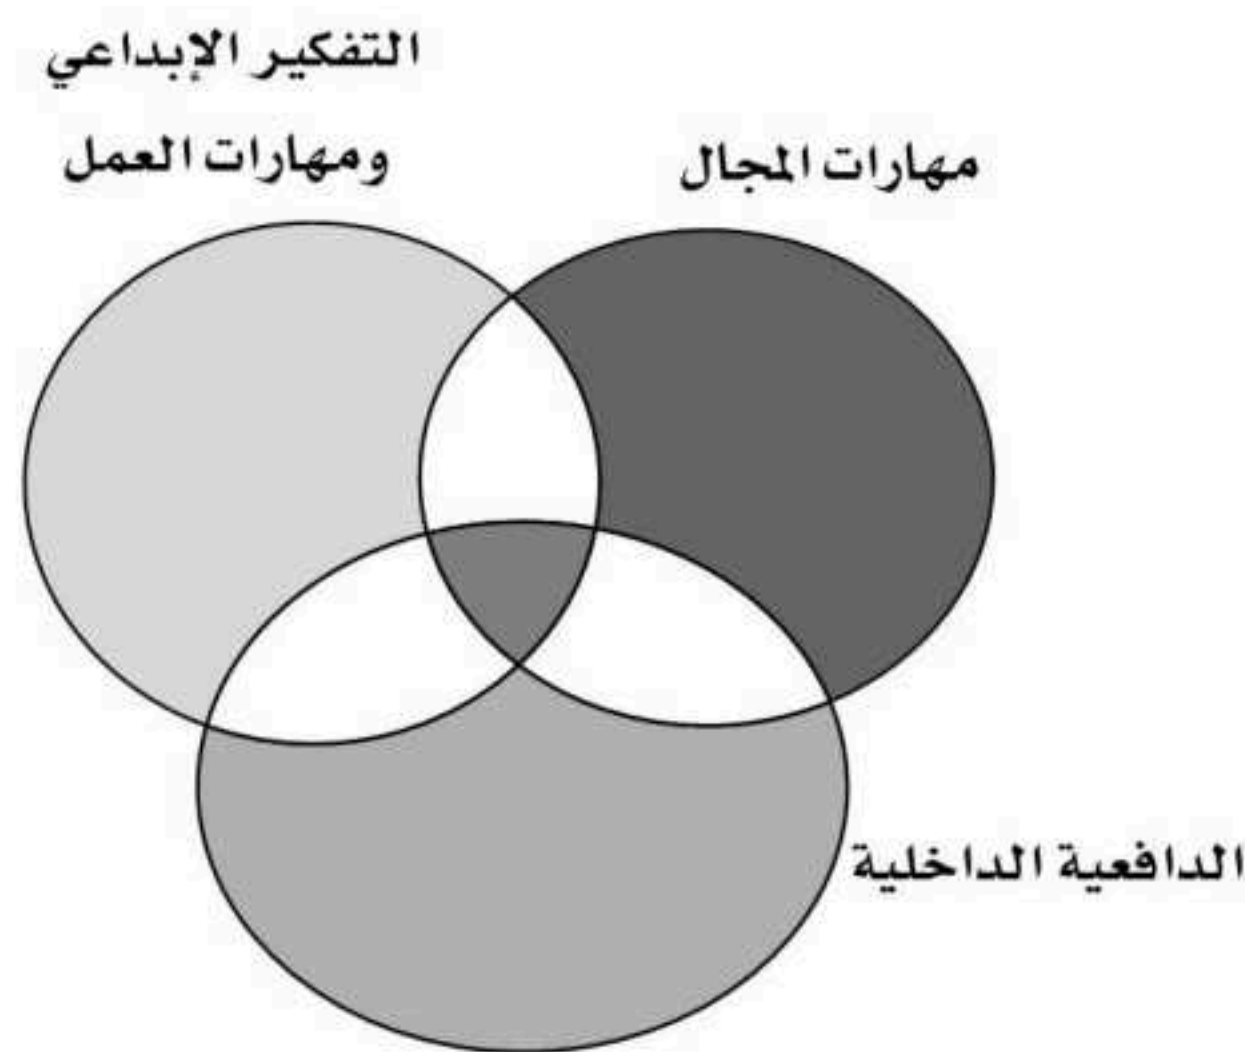 التفكير الإبداعي
ومهارات العمل
مهارات المجال
الدافعية الداخلية